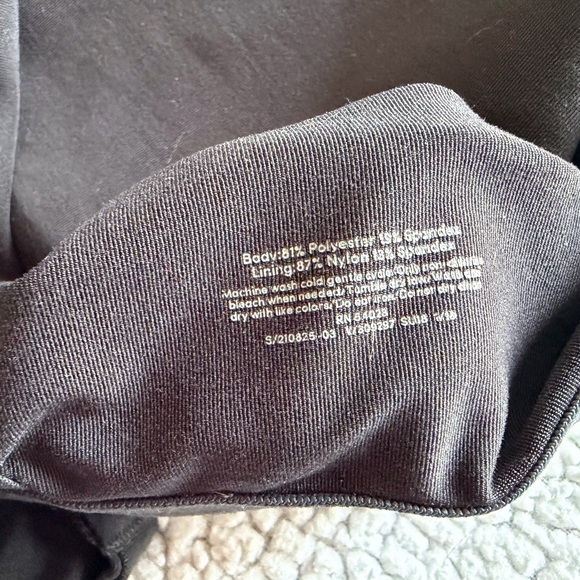 Body:81% Polyester 19% Spandex
Lining:87% Nylon 13% Spandex
Machine wash cold gentle cycle/Only non-chlorine
bleach when needed/Tumble dry low/Wash and
dry with like colors/Do not iron/Do not dry clean
RN
S/210825-03